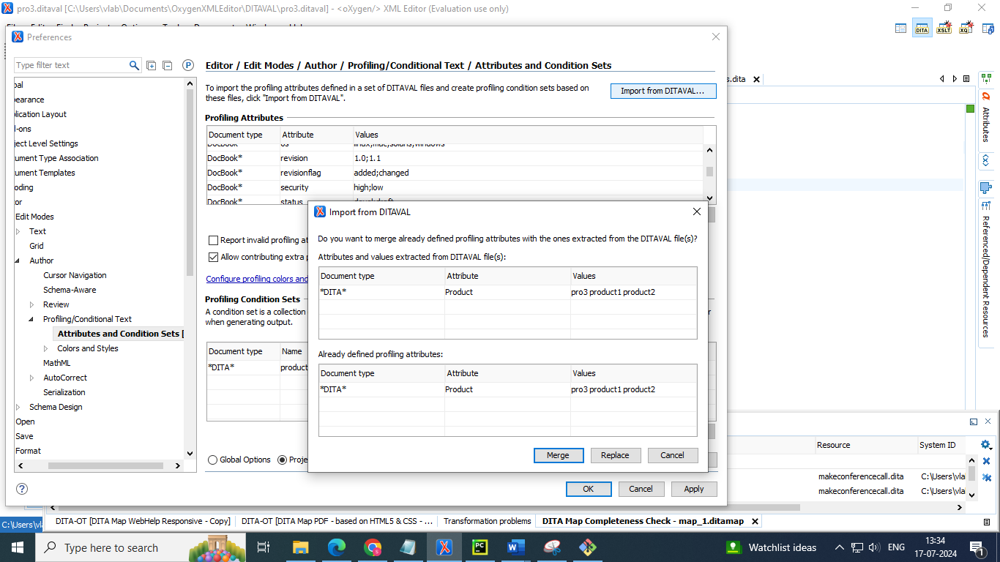 pro3.ditaval [C:\Users\vlab\Documents\OxygenXMLEditor\DITAVAL\pro3.ditaval] - <oXygen/> XML Editor (Evaluation use only)
Preferences
Type filter text
P
Editor / Edit Modes / Author / Profiling/Conditional Text / Attributes and Condition Sets
To import the profiling attributes defined in a set of DITAVAL files and create profiling condition sets based on
these files, click "Import from DITAVAL".
Import from DITAVAL...
Profiling Attributes
Document type Attribute Values
DocBook* os linux;mac;solaris;windows
DocBook* revision 1.0;1.1
DocBook* revisionflag added;changed
DocBook* security high;low
DocBook* status
Report invalid profiling at
Allow contributing extra p
Configure profiling colors and
Profiling Condition Sets
A condition set is a collection
when generating output.
Document type Name
*DITA* product
Global Options Proje
bal
pearance
plication Layout
d-ons
ject Level Settings
cument Type Association
cument Templates
oding
tor
Edit Modes
Text
Grid
Author
Cursor Navigation
Schema-Aware
Review
Profiling/Conditional Text
Attributes and Condition Sets [
Colors and Styles
MathML
AutoCorrect
Serialization
Schema Design
Open
Save
Format
Import from DITAVAL
Do you want to merge already defined profiling attributes with the ones extracted from the DITAVAL file(s)?
Attributes and values extracted from DITAVAL file(s):
Document type Attribute Values
*DITA* Product pro3 product1 product2
Already defined profiling attributes:
Document type Attribute Values
*DITA* Product pro3 product1 product2
Merge Replace Cancel
OK Cancel Apply
DITA XSLT XQ
s.dita
Attributes
Referenced/Dependent Resources
Resource System ID
makeconferencecall.dita C:\Users\vla
makeconferencecall.dita C:\Users\vla
C:\Users\vla
DITA-OT [DITA Map WebHelp Responsive - Copy] DITA-OT [DITA Map PDF - based on HTML5 & CSS - ... Transformation problems DITA Map Completeness Check - map_1.ditamap
Type here to search
PC
W
Watchlist ideas
ENG
13:34
17-07-2024
1